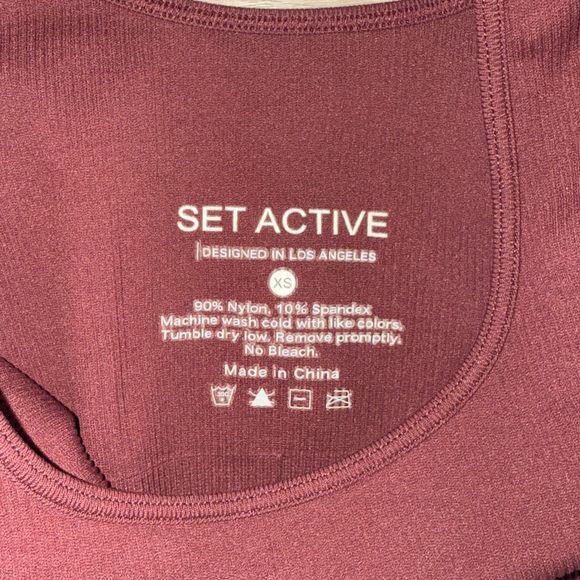 SET ACTIVE
DESIGNED IN LOS ANGELES
XS
90% Nylon, 10% Spandex
Machine wash cold with like colors.
Tumble dry low. Remove promptly.
No Bleach.
Made in China